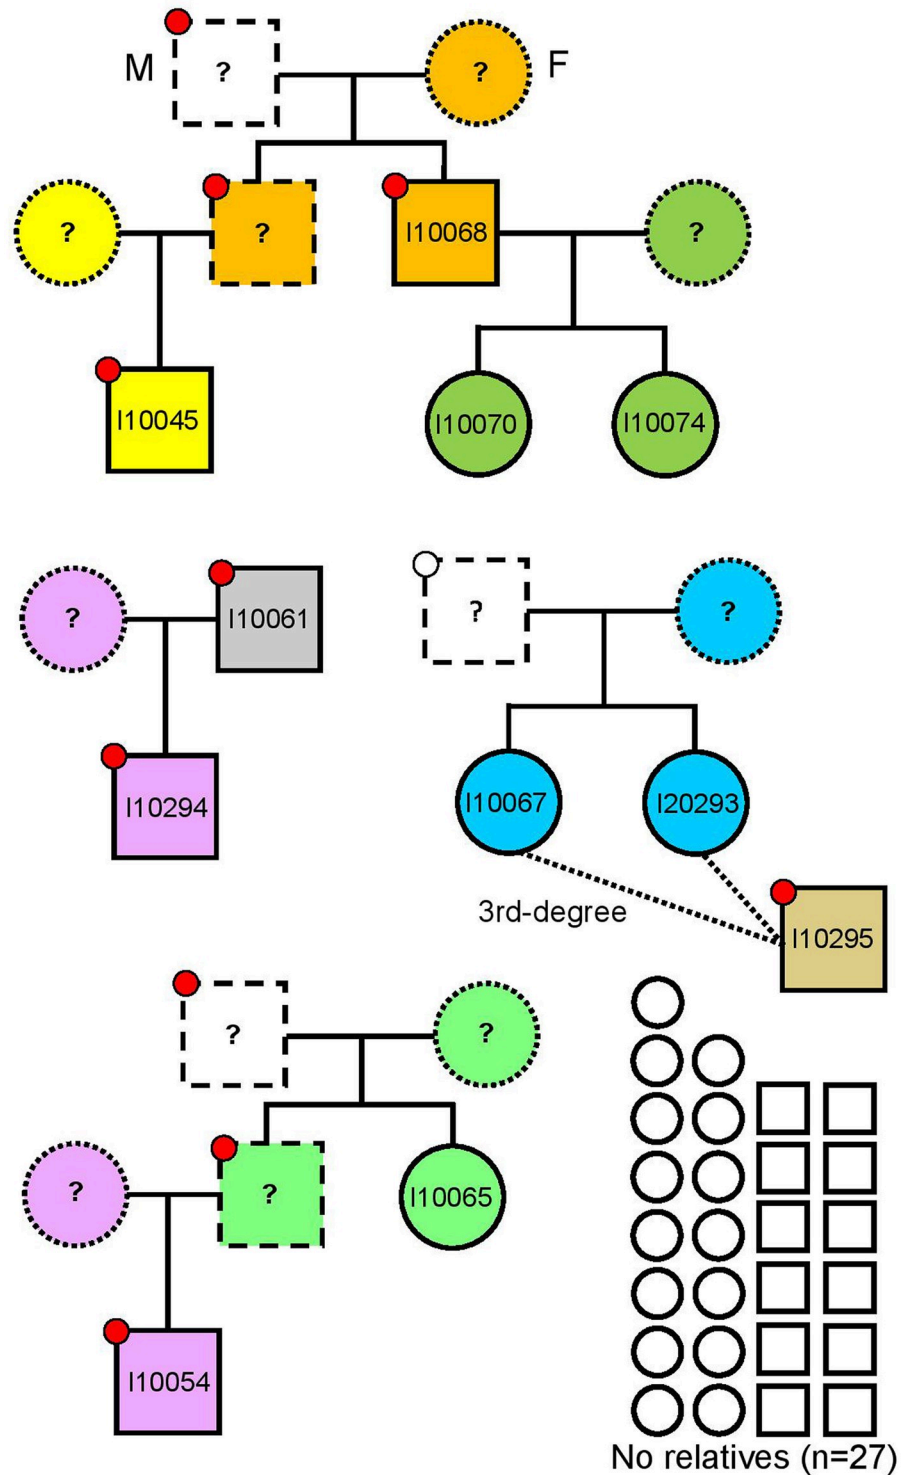 M ? ? F
? ? I10068 ?
I10045 I10070 I10074
? I10061 ? ?
I10294 I10067 I20293
3rd-degree I10295
? ?
? ? I10065
I10054
No relatives (n=27)